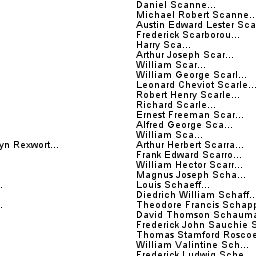 Daniel Scanne...
Michael Robert Scanne...
Austin Edward Lester Sca
Frederick Scarborou...
Harry Sca...
Arthur Joseph Scar...
William Scar...
William George Scarl...
Leonard Cheviot Scarle...
Robert Henry Scarle...
Richard Scarle...
Ernest Freeman Scar...
Alfred George Sca...
William Sca...
yn Rexwort... Arthur Herbert Scarra...
Frank Edward Scarro...
William Hector Scarr...
Magnus Joseph Scha...
. Louis Schaeff...
Diedrich William Schaff...
. Theodore Francis Schapp
David Thomson Schauma
Frederick John Sauchie S
Thomas Stamford Roscoe
William Valintine Sch...
Frederick Ludwig Sche